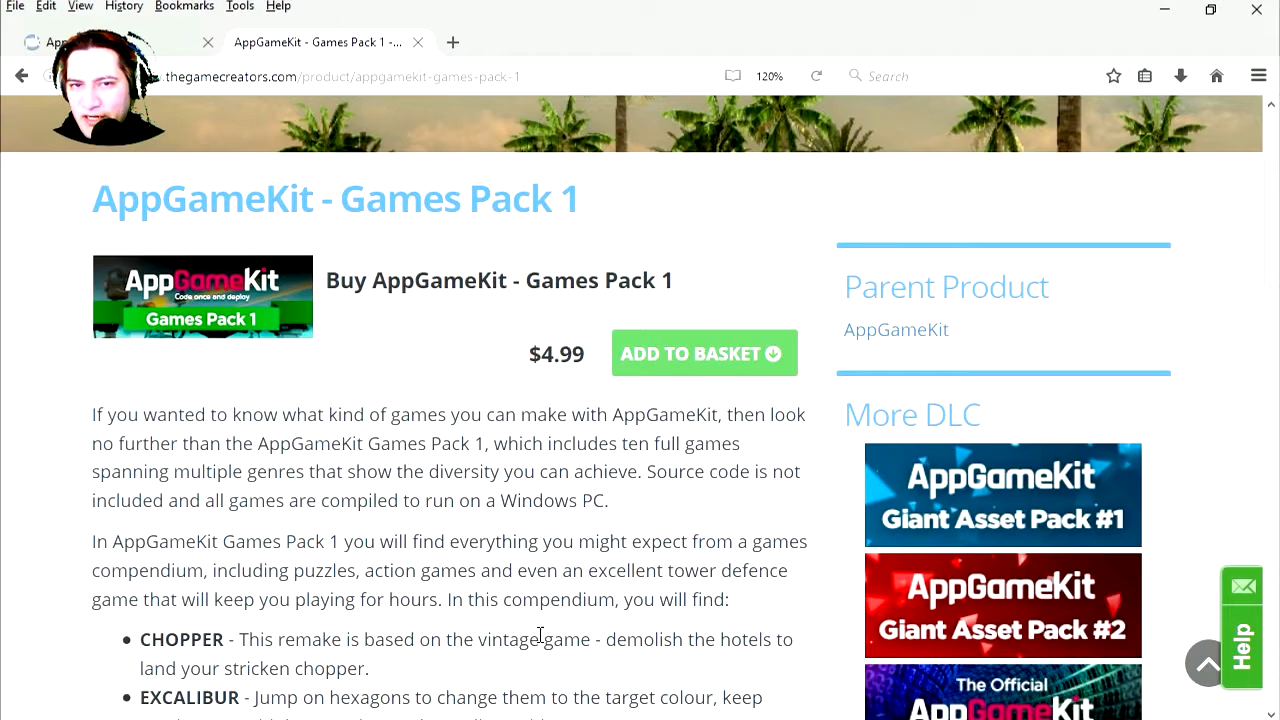 File Edit View History Bookmarks Tools Help
AppGameKit - Games Pack 1 -...
.thegamecreators.com/product/appgamekit-games-pack-1
120%
Search
AppGameKit - Games Pack 1
AppGameKit
Code once and deploy
Games Pack 1
Buy AppGameKit - Games Pack 1
$4.99
ADD TO BASKET
If you wanted to know what kind of games you can make with AppGameKit, then look
no further than the AppGameKit Games Pack 1, which includes ten full games
spanning multiple genres that show the diversity you can achieve. Source code is not
included and all games are compiled to run on a Windows PC.
In AppGameKit Games Pack 1 you will find everything you might expect from a games
compendium, including puzzles, action games and even an excellent tower defence
game that will keep you playing for hours. In this compendium, you will find:
• CHOPPER - This remake is based on the vintage game - demolish the hotels to
land your stricken chopper.
• EXCALIBUR - Jump on hexagons to change them to the target colour, keep
Parent Product
AppGameKit
More DLC
AppGameKit
Giant Asset Pack #1
AppGameKit
Giant Asset Pack #2
The Official
AppGameKit
Help